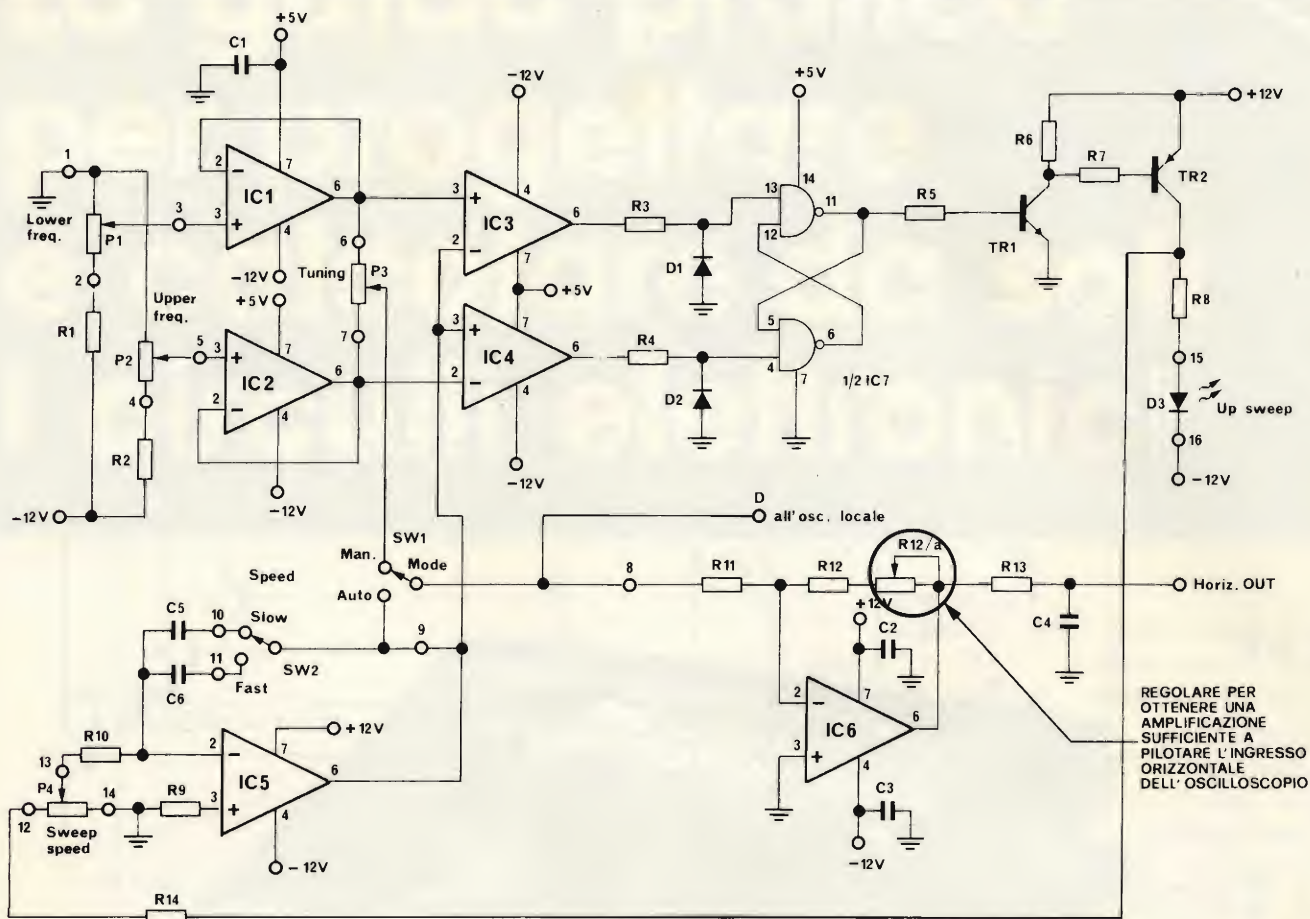 +5V
C1
-12V
+5V
+12V
1
2
7
6
IC1
3
3
+
4
Lower
freq.
P1
2
R1
-12V
+5V
6
Tuning
P3
7
3
+
4
6
IC3
2
7
+5V
R3
D1
13
14
11
12
R5
R6
R7
TR1
TR2
Upper
freq.
P2
5
3
+
7
6
IC2
4
2
4
R2
-12V
-12V
3
+
7
6
IC4
2
4
-12V
R4
D2
5
6
4
7
1/2 IC7
R8
15
D3
Up sweep
16
-12V
D
all'osc. locale
SW1
Man.
Mode
Auto
Speed
C5
10
Slow
9
C6
11
Fast
SW2
8
R11
R12
R12/a
R13
Horiz. OUT
C4
+12V
C2
2
7
6
IC6
3
+
4
C3
-12V
REGOLARE PER
OTTENERE UNA
AMPLIFICAZIONE
SUFFICIENTE A
PILOTARE L'INGRESSO
ORIZZONTALE
DELL'OSCILLOSCOPIO
R10
13
P4
12
14
Sweep
speed
R9
2
7
+12V
6
IC5
3
+
4
-12V
R14